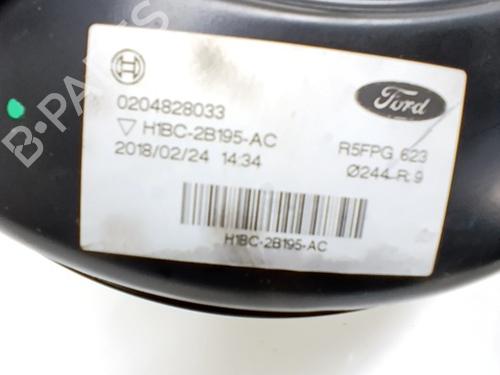 0204828033
▽ H1BC-2B195-AC
2018/02/24 14:34
Ford
R5FPG 623
Ø244 R 9
H1BC-2B195-AC
B-PARTS